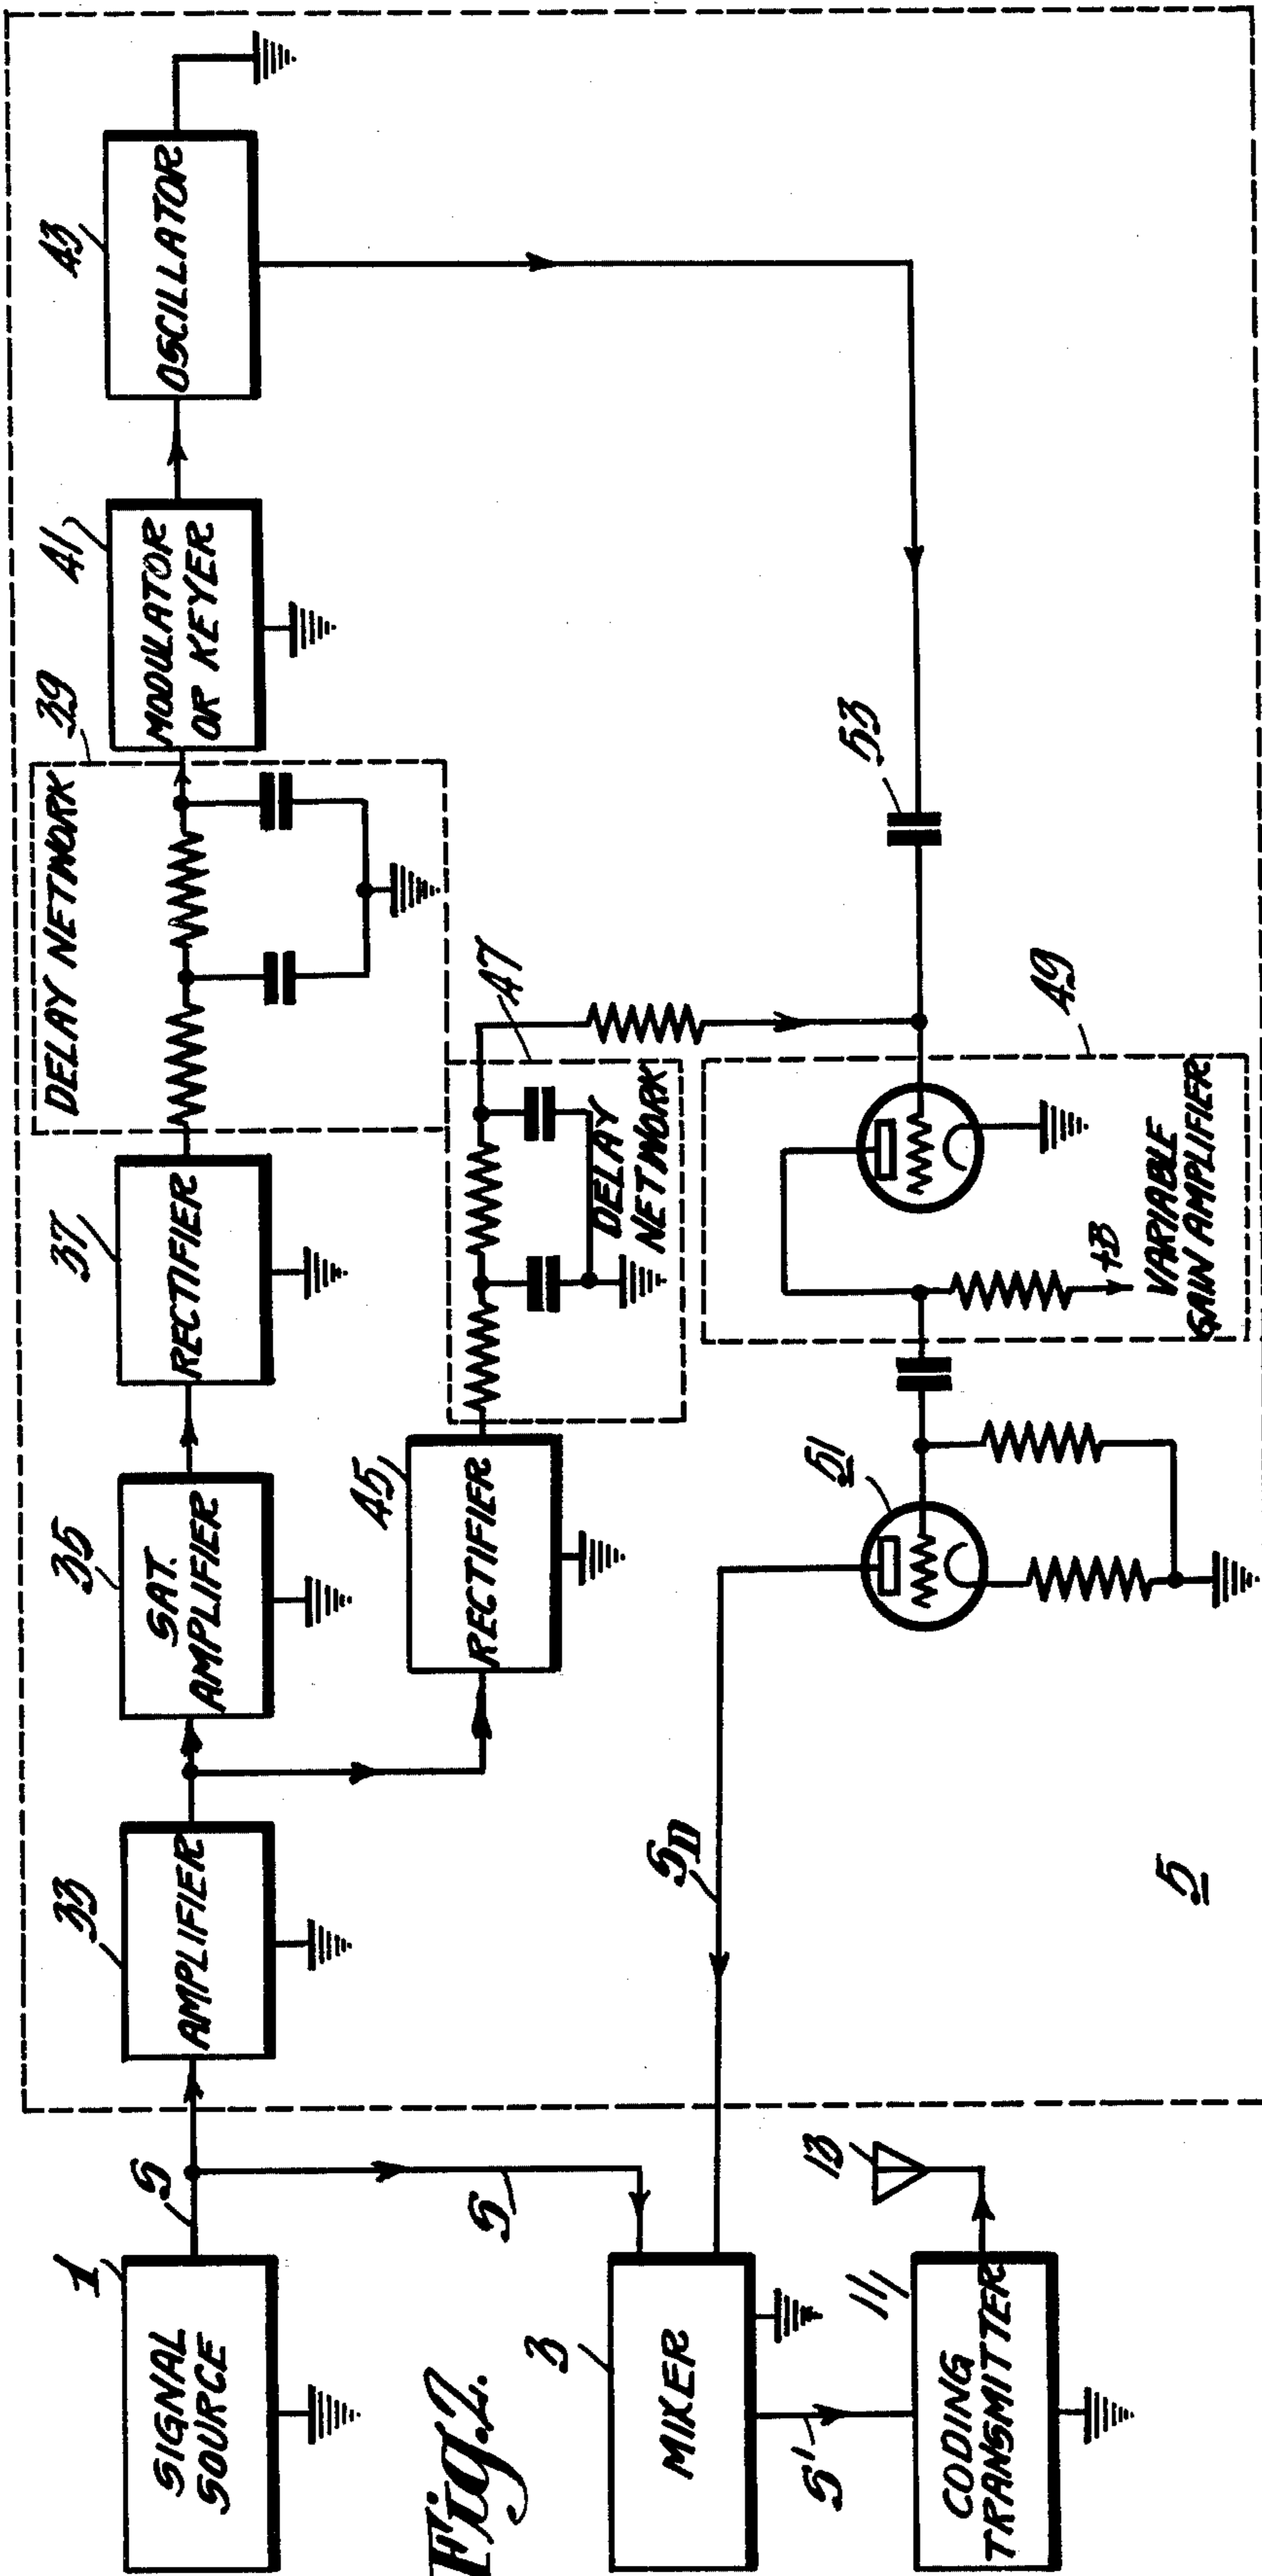 Fig.2.
1
SIGNAL
SOURCE
S
33
AMPLIFIER
35
SAT.
AMPLIFIER
37
RECTIFIER
DELAY NETWORK
39
41
MODULATOR
OR KEYER
43
OSCILLATOR
S
45
RECTIFIER
47
DELAY
NETWORK
3
MIXER
SD
51
+B
VARIABLE
GAIN AMPLIFIER
49
53
S'
11
CODING
TRANSMITTER
13
5